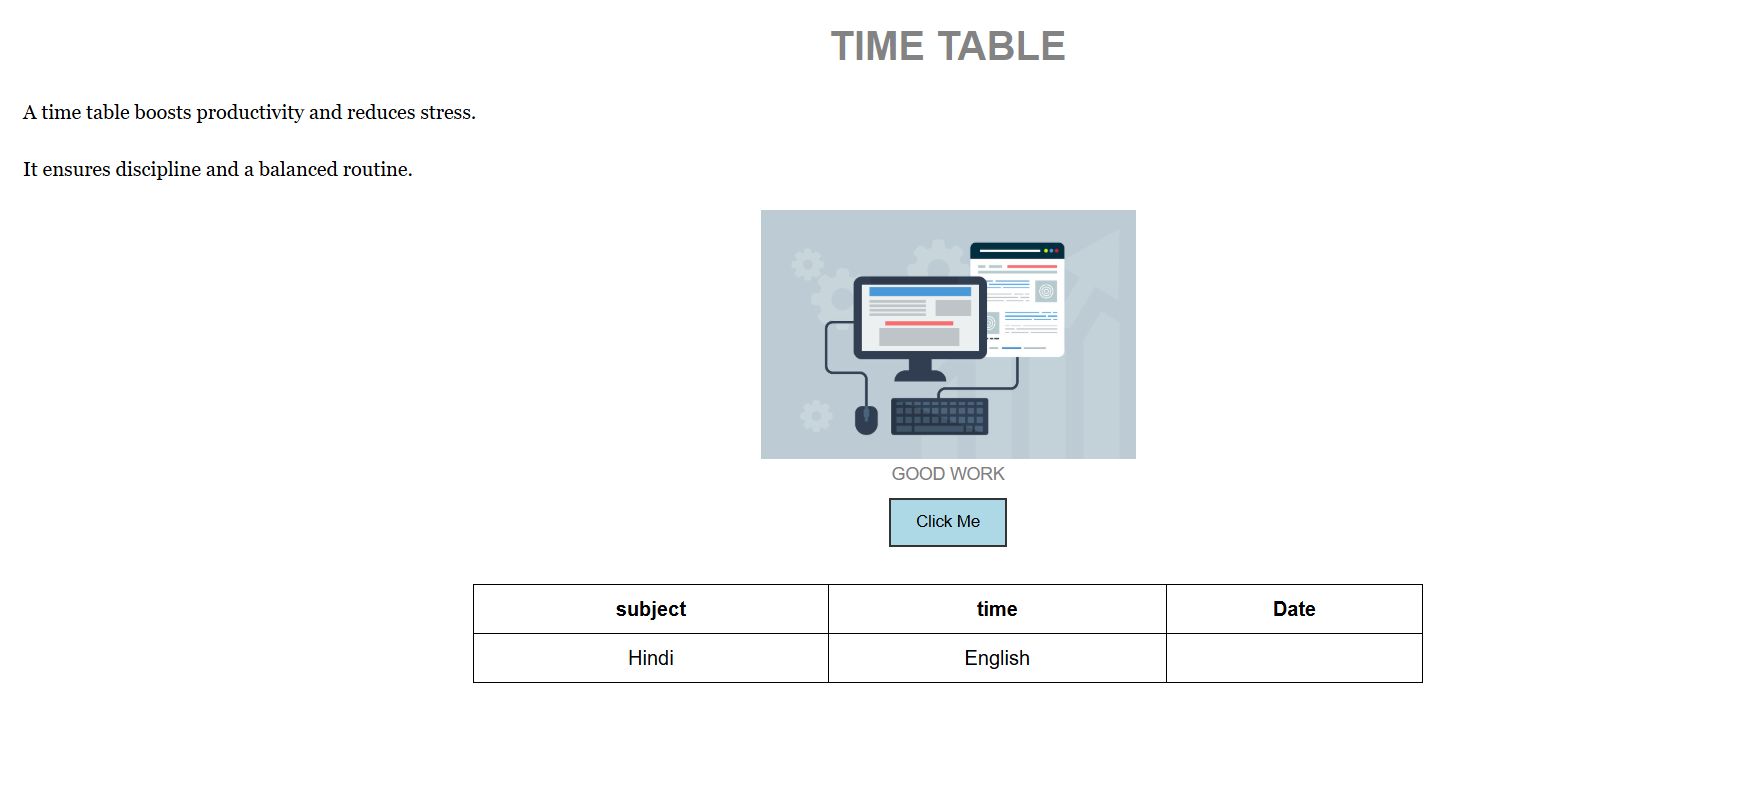 TIME TABLE
A time table boosts productivity and reduces stress.
It ensures discipline and a balanced routine.
GOOD WORK
Click Me
subject time Date
Hindi English